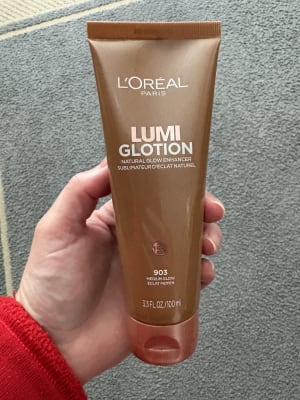 L'ORÉAL
PARIS
LUMI
GLOTION
NATURAL GLOW ENHANCER
SUBLIMATEUR D'ÉCLAT NATUREL
903
MEDIUM GLOW
ÉCLAT MOYEN
3.3 FL.OZ./100 ml